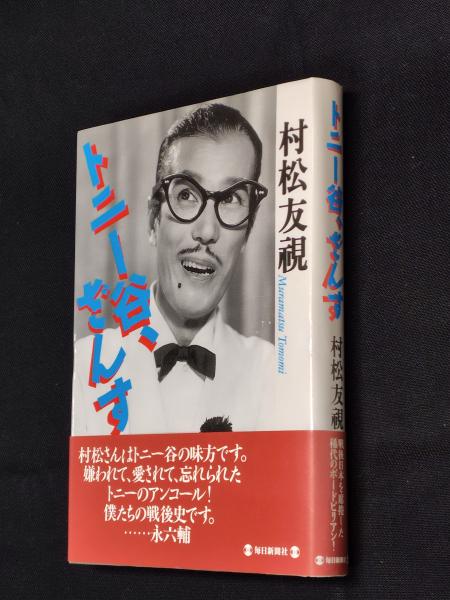 トニー谷、ざんす
村松友視
Muramatsu Tomomi
村松さんはトニー谷の味方です。
嫌われて、愛されて、忘れられた
トニーのアンコール!
僕たちの戦後史です。
……永六輔
毎日新聞社
トニー谷、ざんす
村松友視
戦後日本を席捲した
稀代のボードビリアン!
毎日新聞社